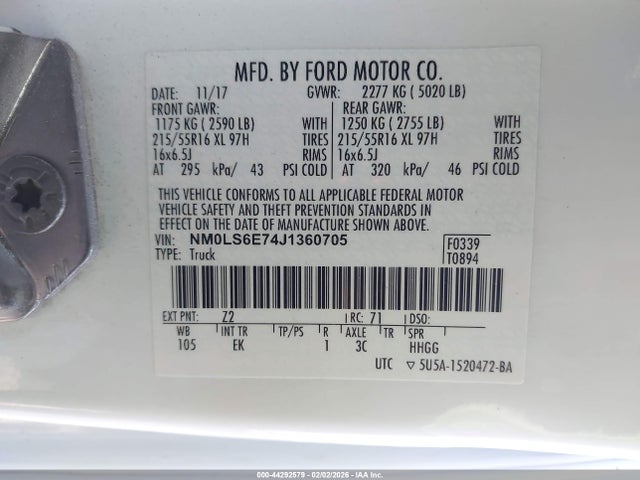 MFD. BY FORD MOTOR CO.
DATE: 11/17 GVWR: 2277 KG ( 5020 LB)
FRONT GAWR: REAR GAWR:
1175 KG ( 2590 LB) WITH 1250 KG ( 2755 LB) WITH
215/55R16 XL 97H TIRES 215/55R16 XL 97H TIRES
16x6.5J RIMS 16x6.5J RIMS
AT 295 kPa/ 43 PSI COLD AT 320 kPa/ 46 PSI COLD
THIS VEHICLE CONFORMS TO ALL APPLICABLE FEDERAL MOTOR
VEHICLE SAFETY AND THEFT PREVENTION STANDARDS IN
EFFECT ON THE DATE OF MANUFACTURE SHOWN ABOVE.
VIN: NM0LS6E74J1360705 F0339
TYPE: Truck T0894
EXT PNT: Z2 RC: 71 DSO:
WB INT TR TP/PS R AXLE TR SPR
105 EK 1 3C HHGG
UTC ▽ 5U5A-1520472-BA
000-44292579 - 02/02/2026 - IAA Inc.